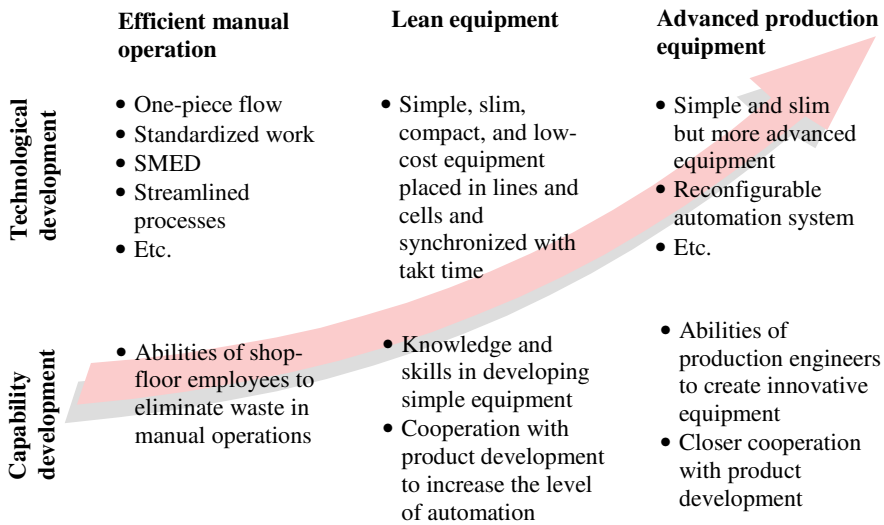 Efficient manual
operation
Lean equipment
Advanced production
equipment
Technological
development
• One-piece flow
• Standardized work
• SMED
• Streamlined
processes
• Etc.
• Simple, slim,
compact, and low-
cost equipment
placed in lines and
cells and
synchronized with
takt time
• Simple and slim
but more advanced
equipment
• Reconfigurable
automation system
• Etc.
Capability
development
• Abilities of shop-
floor employees to
eliminate waste in
manual operations
• Knowledge and
skills in developing
simple equipment
• Cooperation with
product development
to increase the level
of automation
• Abilities of
production engineers
to create innovative
equipment
• Closer cooperation
with product
development